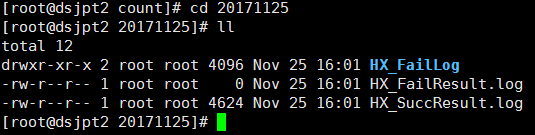 [root@dsjpt2 count]# cd 20171125
[root@dsjpt2 20171125]# ll
total 12
drwxr-xr-x 2 root root 4096 Nov 25 16:01 HX_FailLog
-rw-r--r-- 1 root root    0 Nov 25 16:01 HX_FailResult.log
-rw-r--r-- 1 root root 4624 Nov 25 16:01 HX_SuccResult.log
[root@dsjpt2 20171125]#